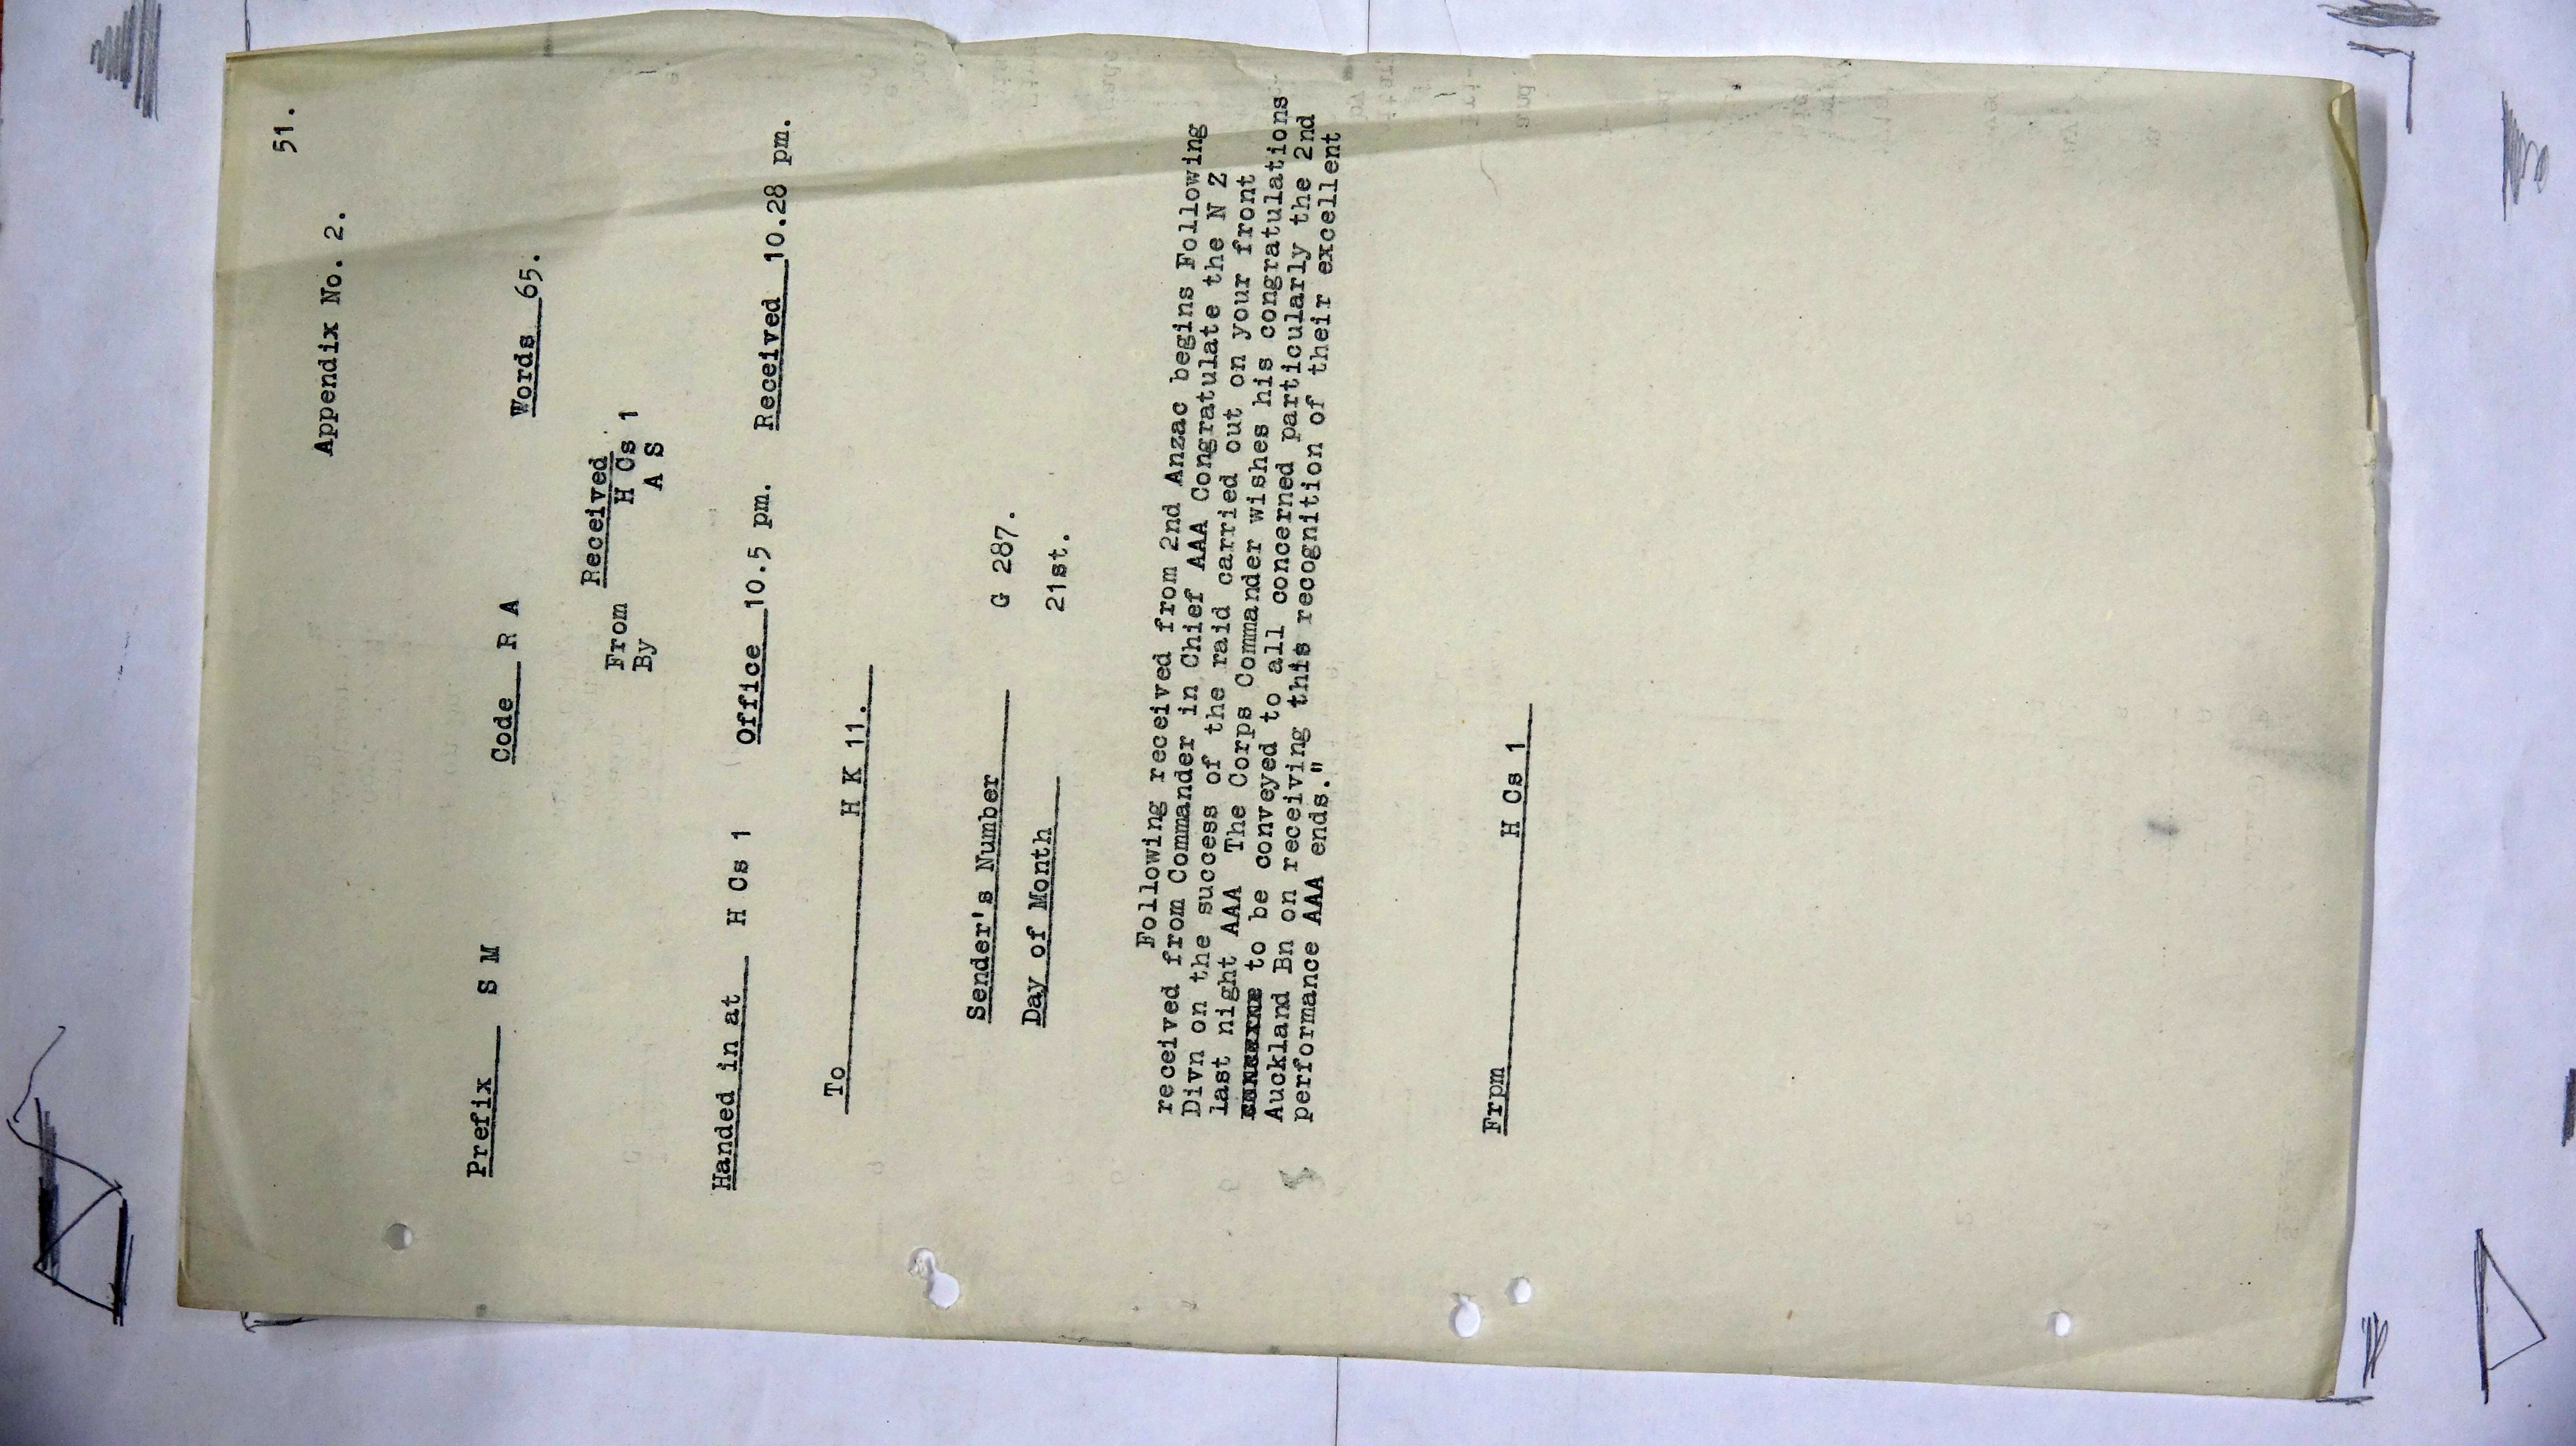 51.
Appendix No. 2.
Prefix S M Code R A Words 65.
Received
From H Cs 1
By A S
Handed in at H Cs 1 Office 10.5 pm. Received 10.28 pm.
To H K 11.
Sender's Number G 287.
Day of Month 21st.
Following received from 2nd Anzac begins Following
received from Commander in Chief AAA Congratulate the N Z
Divn on the success of the raid carried out on your front
last night AAA The Corps Commander wishes his congratulations
to be conveyed to all concerned particularly the 2nd
Auckland Bn on receiving this recognition of their excellent
performance AAA ends."
Frpm H Cs 1